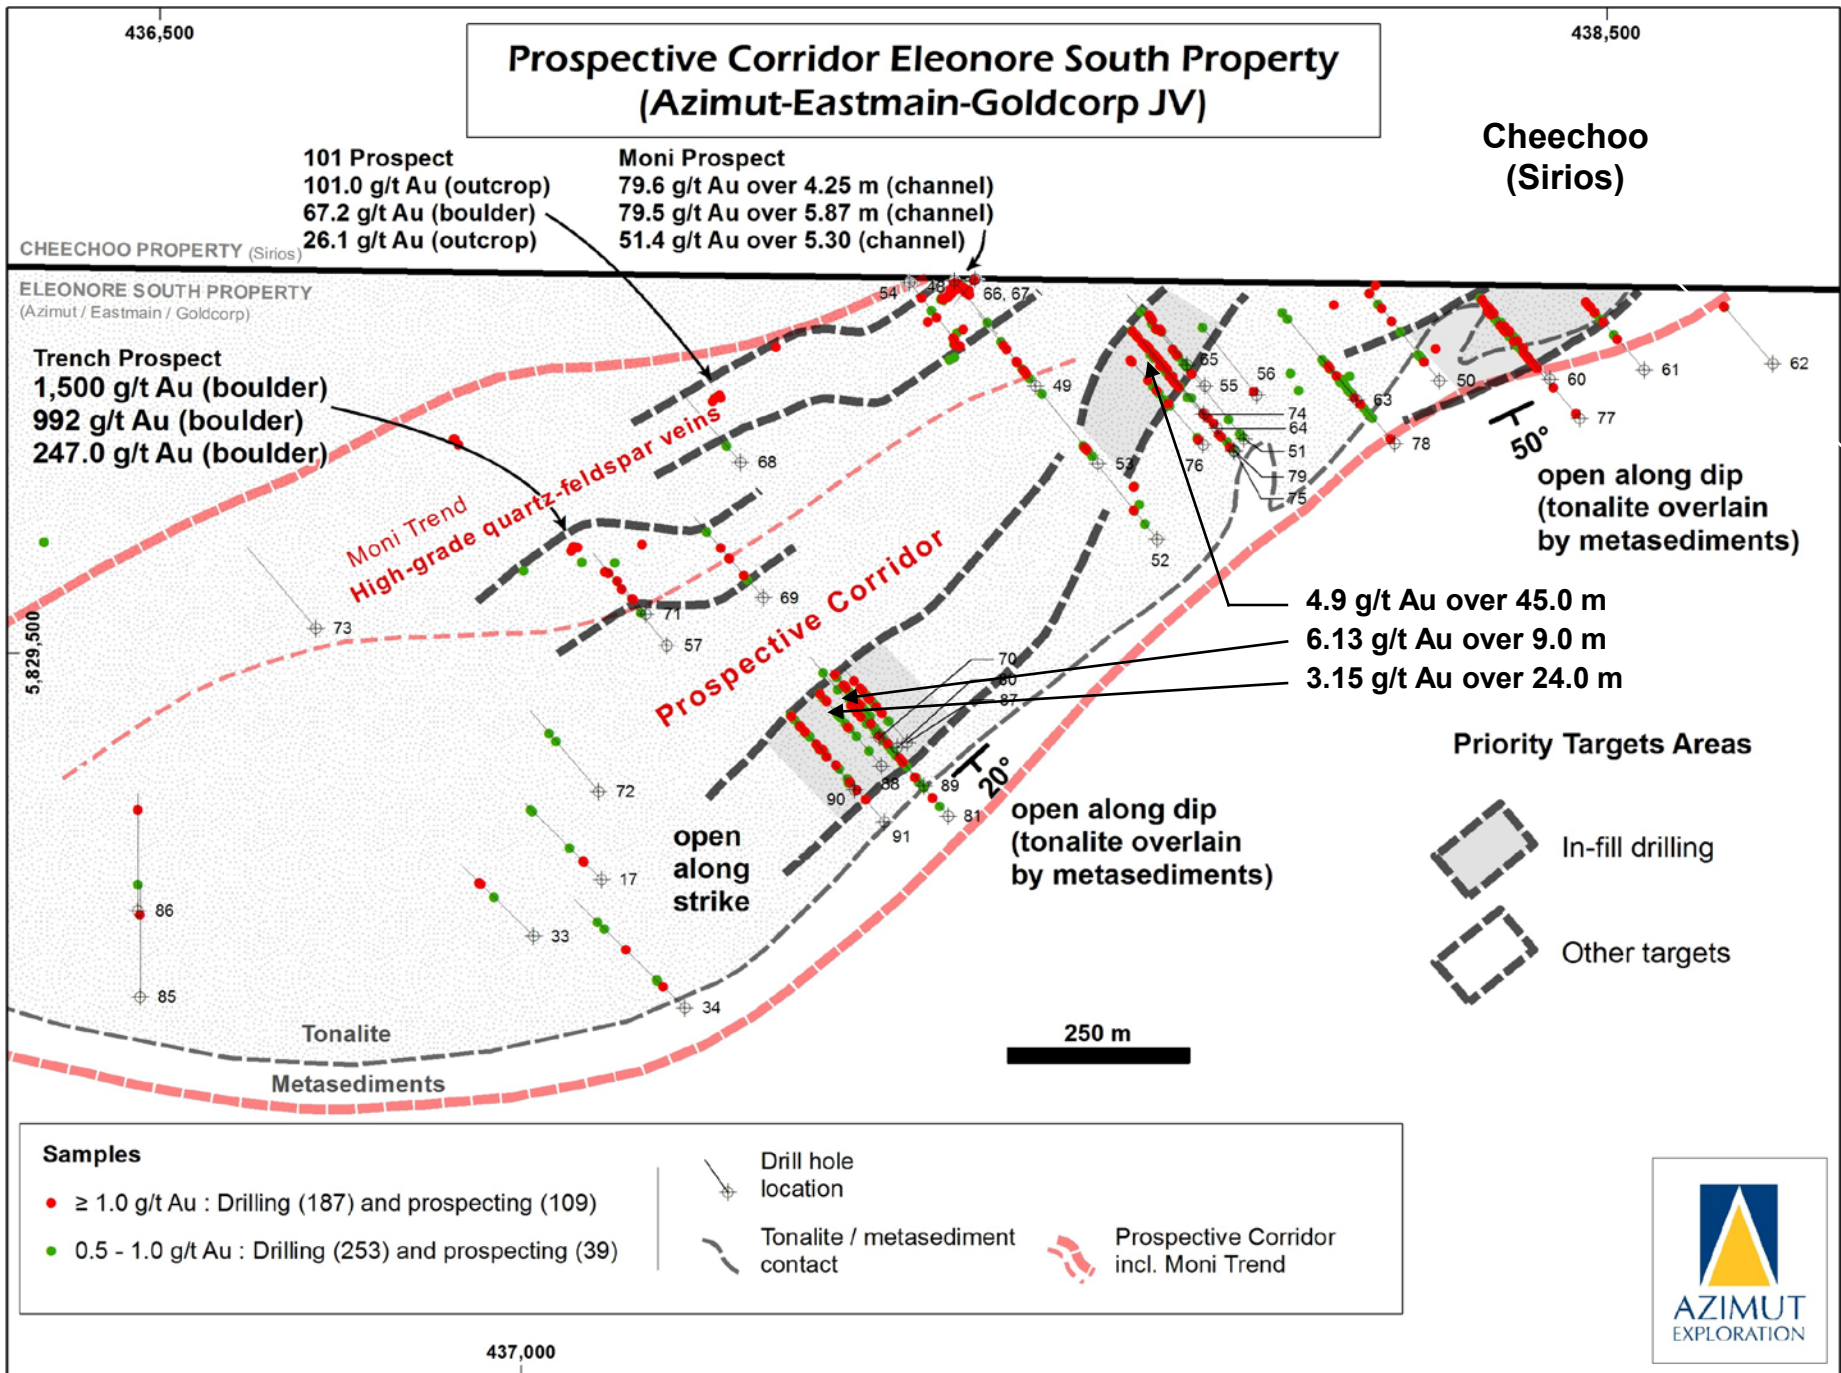 436,500
438,500
Prospective Corridor Eleonore South Property
(Azimut-Eastmain-Goldcorp JV)
Cheechoo
(Sirios)
101 Prospect
101.0 g/t Au (outcrop)
67.2 g/t Au (boulder)
26.1 g/t Au (outcrop)
Moni Prospect
79.6 g/t Au over 4.25 m (channel)
79.5 g/t Au over 5.87 m (channel)
51.4 g/t Au over 5.30 (channel)
CHEECHOO PROPERTY (Sirios)
ELEONORE SOUTH PROPERTY
(Azimut / Eastmain / Goldcorp)
Trench Prospect
1,500 g/t Au (boulder)
992 g/t Au (boulder)
247.0 g/t Au (boulder)
54
48
66, 67
49
65
55
56
50
60
61
62
63
74
64
51
79
75
76
53
78
77
68
52
50°
open along dip
(tonalite overlain
by metasediments)
Moni Trend
High-grade quartz-feldspar veins
Prospective Corridor
73
71
57
69
5,829,500
4.9 g/t Au over 45.0 m
6.13 g/t Au over 9.0 m
3.15 g/t Au over 24.0 m
70
80
87
88
89
90
91
81
20°
72
17
33
34
86
85
open
along
strike
open along dip
(tonalite overlain
by metasediments)
Priority Targets Areas
In-fill drilling
Other targets
Tonalite
Metasediments
250 m
Samples
≥ 1.0 g/t Au : Drilling (187) and prospecting (109)
0.5 - 1.0 g/t Au : Drilling (253) and prospecting (39)
Drill hole
location
Tonalite / metasediment
contact
Prospective Corridor
incl. Moni Trend
AZIMUT
EXPLORATION
437,000